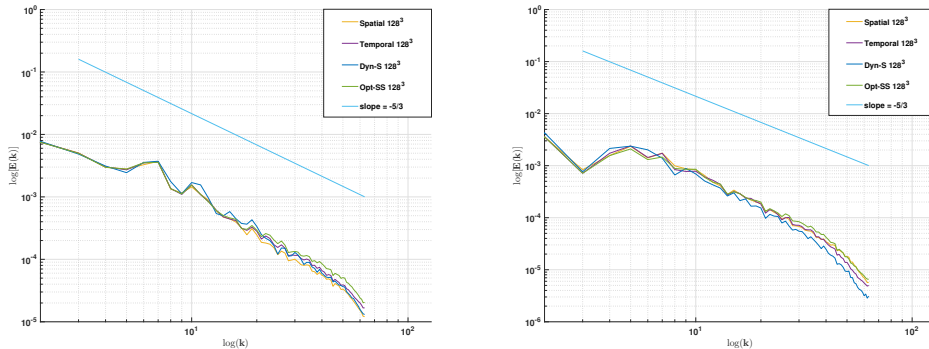 10^0
10^-1
10^-2
10^-3
10^-4
10^-5
log[E(k)]
10^1
10^2
log(k)
Spatial 128^3
Temporal 128^3
Dyn-S 128^3
Opt-SS 128^3
slope = -5/3
10^0
10^-1
10^-2
10^-3
10^-4
10^-5
10^-6
log[E(k)]
10^1
10^2
log(k)
Spatial 128^3
Temporal 128^3
Dyn-S 128^3
Opt-SS 128^3
slope = -5/3